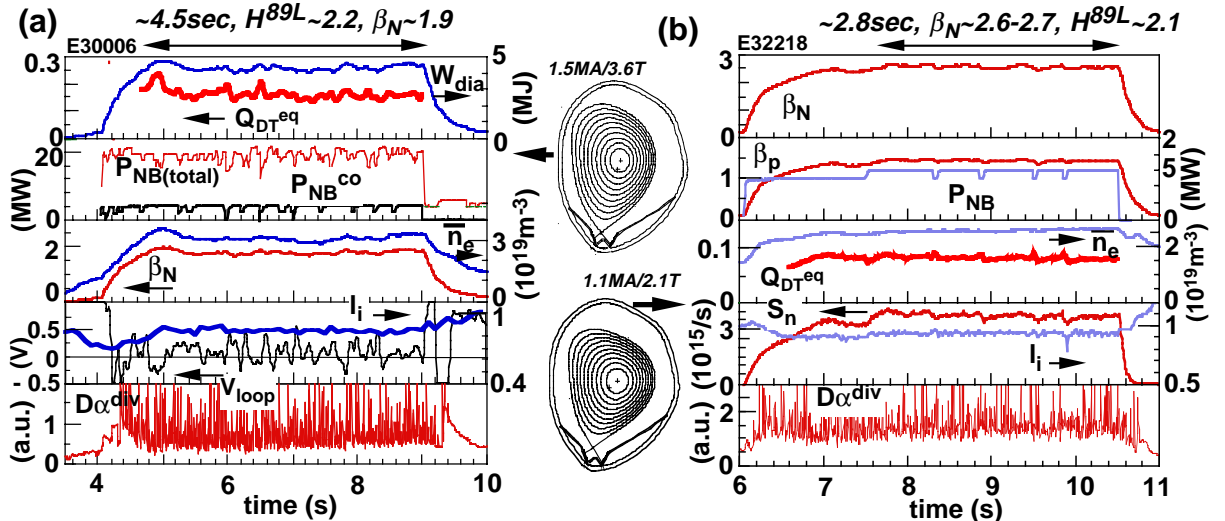 (a) ~4.5sec, H^89L~2.2, β_N~1.9
E30006
0.3
0
5
0
(MJ)
W_dia
Q_DT^eq
20
0
(MW)
P_NB(total)
P_NB^co
2
0
n̅_e
β_N
3
0
(10^19m^-3)
0.5
0
-0.5
- (V)
l_i
V_loop
1
0.4
Dα^div
1
0
(a.u.)
4 6 8 10
time (s)
1.5MA/3.6T
1.1MA/2.1T
(b) ~2.8sec, β_N~2.6-2.7, H^89L~2.1
E32218
3
0
β_N
β_p
1
0
P_NB
2
5
0
(MW)
0.1
0
n̅_e
Q_DT^eq
2
0
(10^19m^-3)
S_n
3
0
(10^15/s)
l_i
1
0.5
Dα^div
2
0
(a.u.)
6 7 8 9 10 11
time (s)